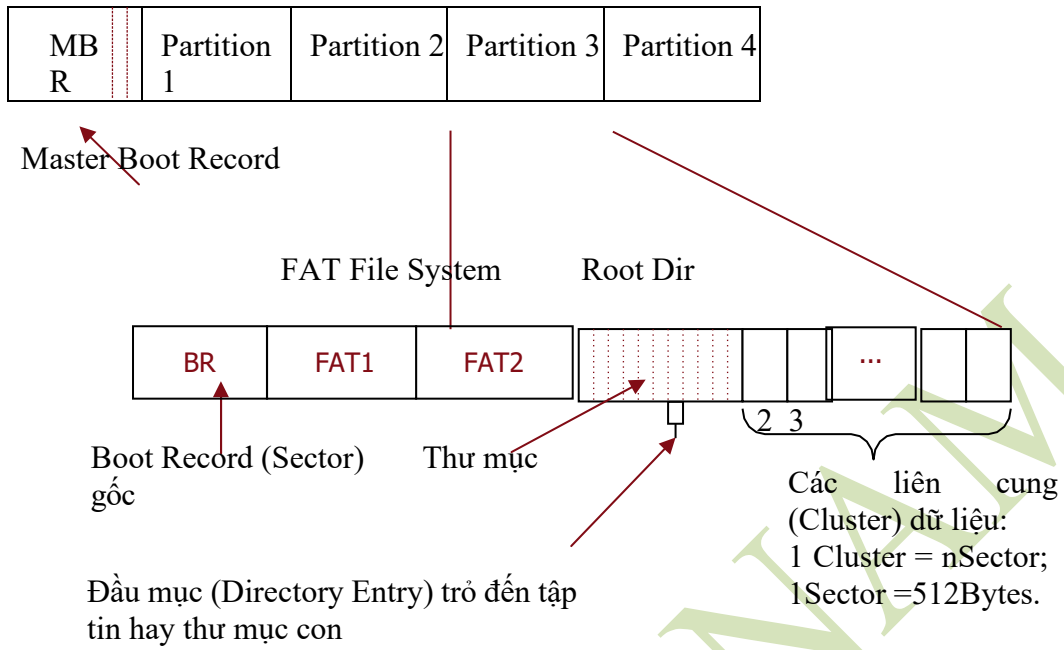 MB Partition Partition 2 Partition 3 Partition 4
R 1
Master Boot Record
FAT File System Root Dir
BR FAT1 FAT2 ...
2 3
Boot Record (Sector) Thư mục
gốc
Các liên cung
(Cluster) dữ liệu:
1 Cluster = nSector;
1Sector =512Bytes.
Đầu mục (Directory Entry) trỏ đến tập
tin hay thư mục con
NAM